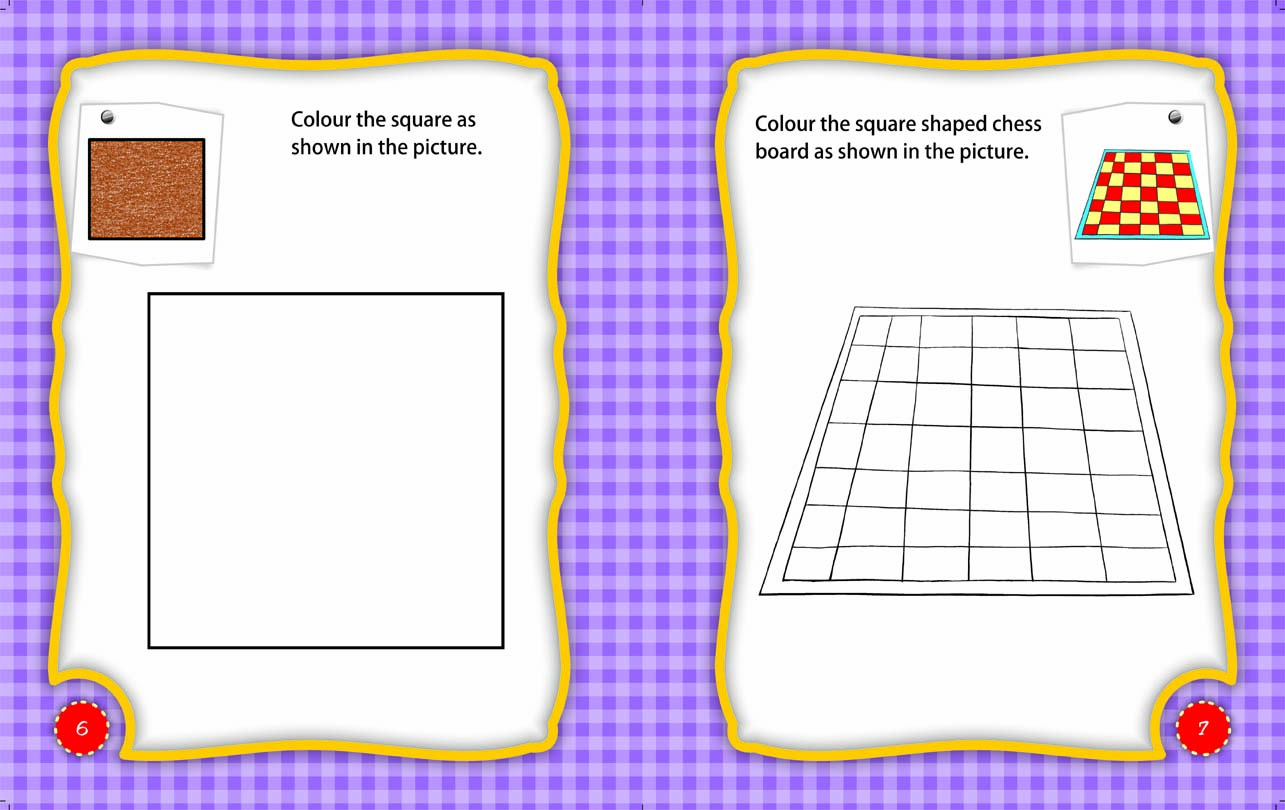 Colour the square as
shown in the picture.
6
Colour the square shaped chess
board as shown in the picture.
7